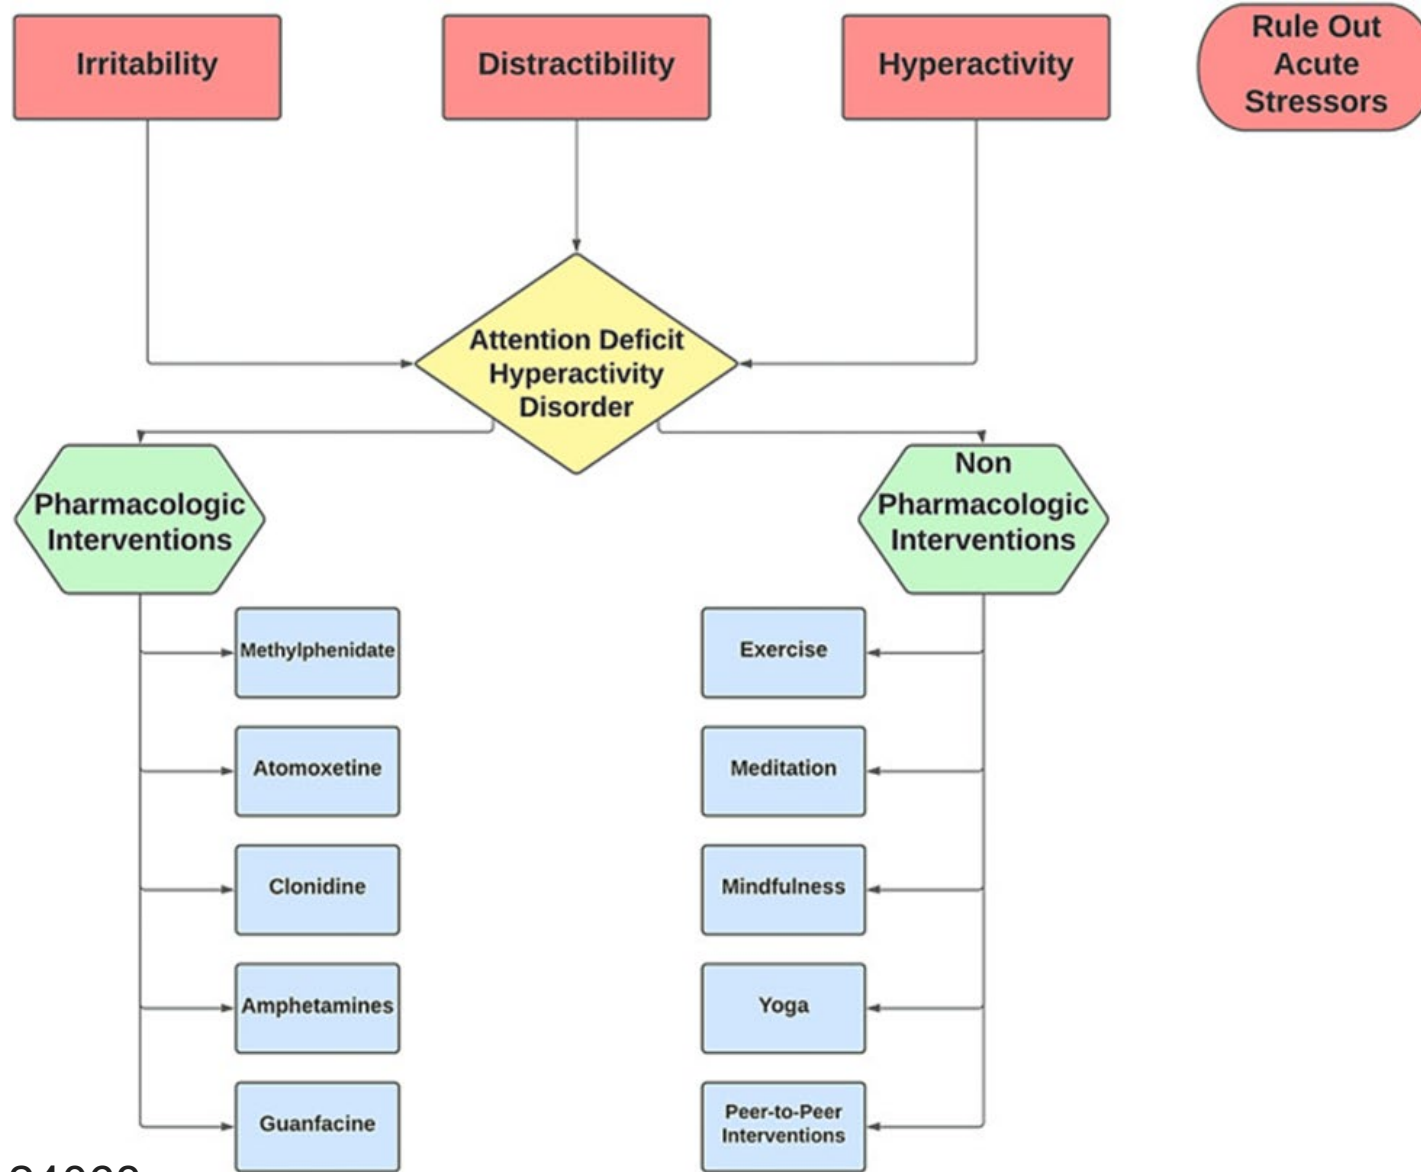 Irritability
Distractibility
Hyperactivity
Rule Out
Acute
Stressors
Attention Deficit
Hyperactivity
Disorder
Pharmacologic
Interventions
Non
Pharmacologic
Interventions
Methylphenidate
Atomoxetine
Clonidine
Amphetamines
Guanfacine
Exercise
Meditation
Mindfulness
Yoga
Peer-to-Peer
Interventions